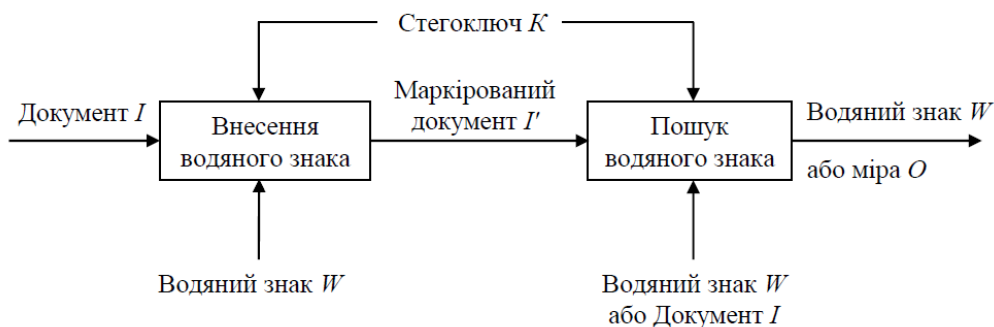 Стегоключ K
Документ I
Внесення
водяного знака
Маркірований
документ I′
Пошук
водяного знака
Водяний знак W
або міра O
Водяний знак W
Водяний знак W
або Документ I